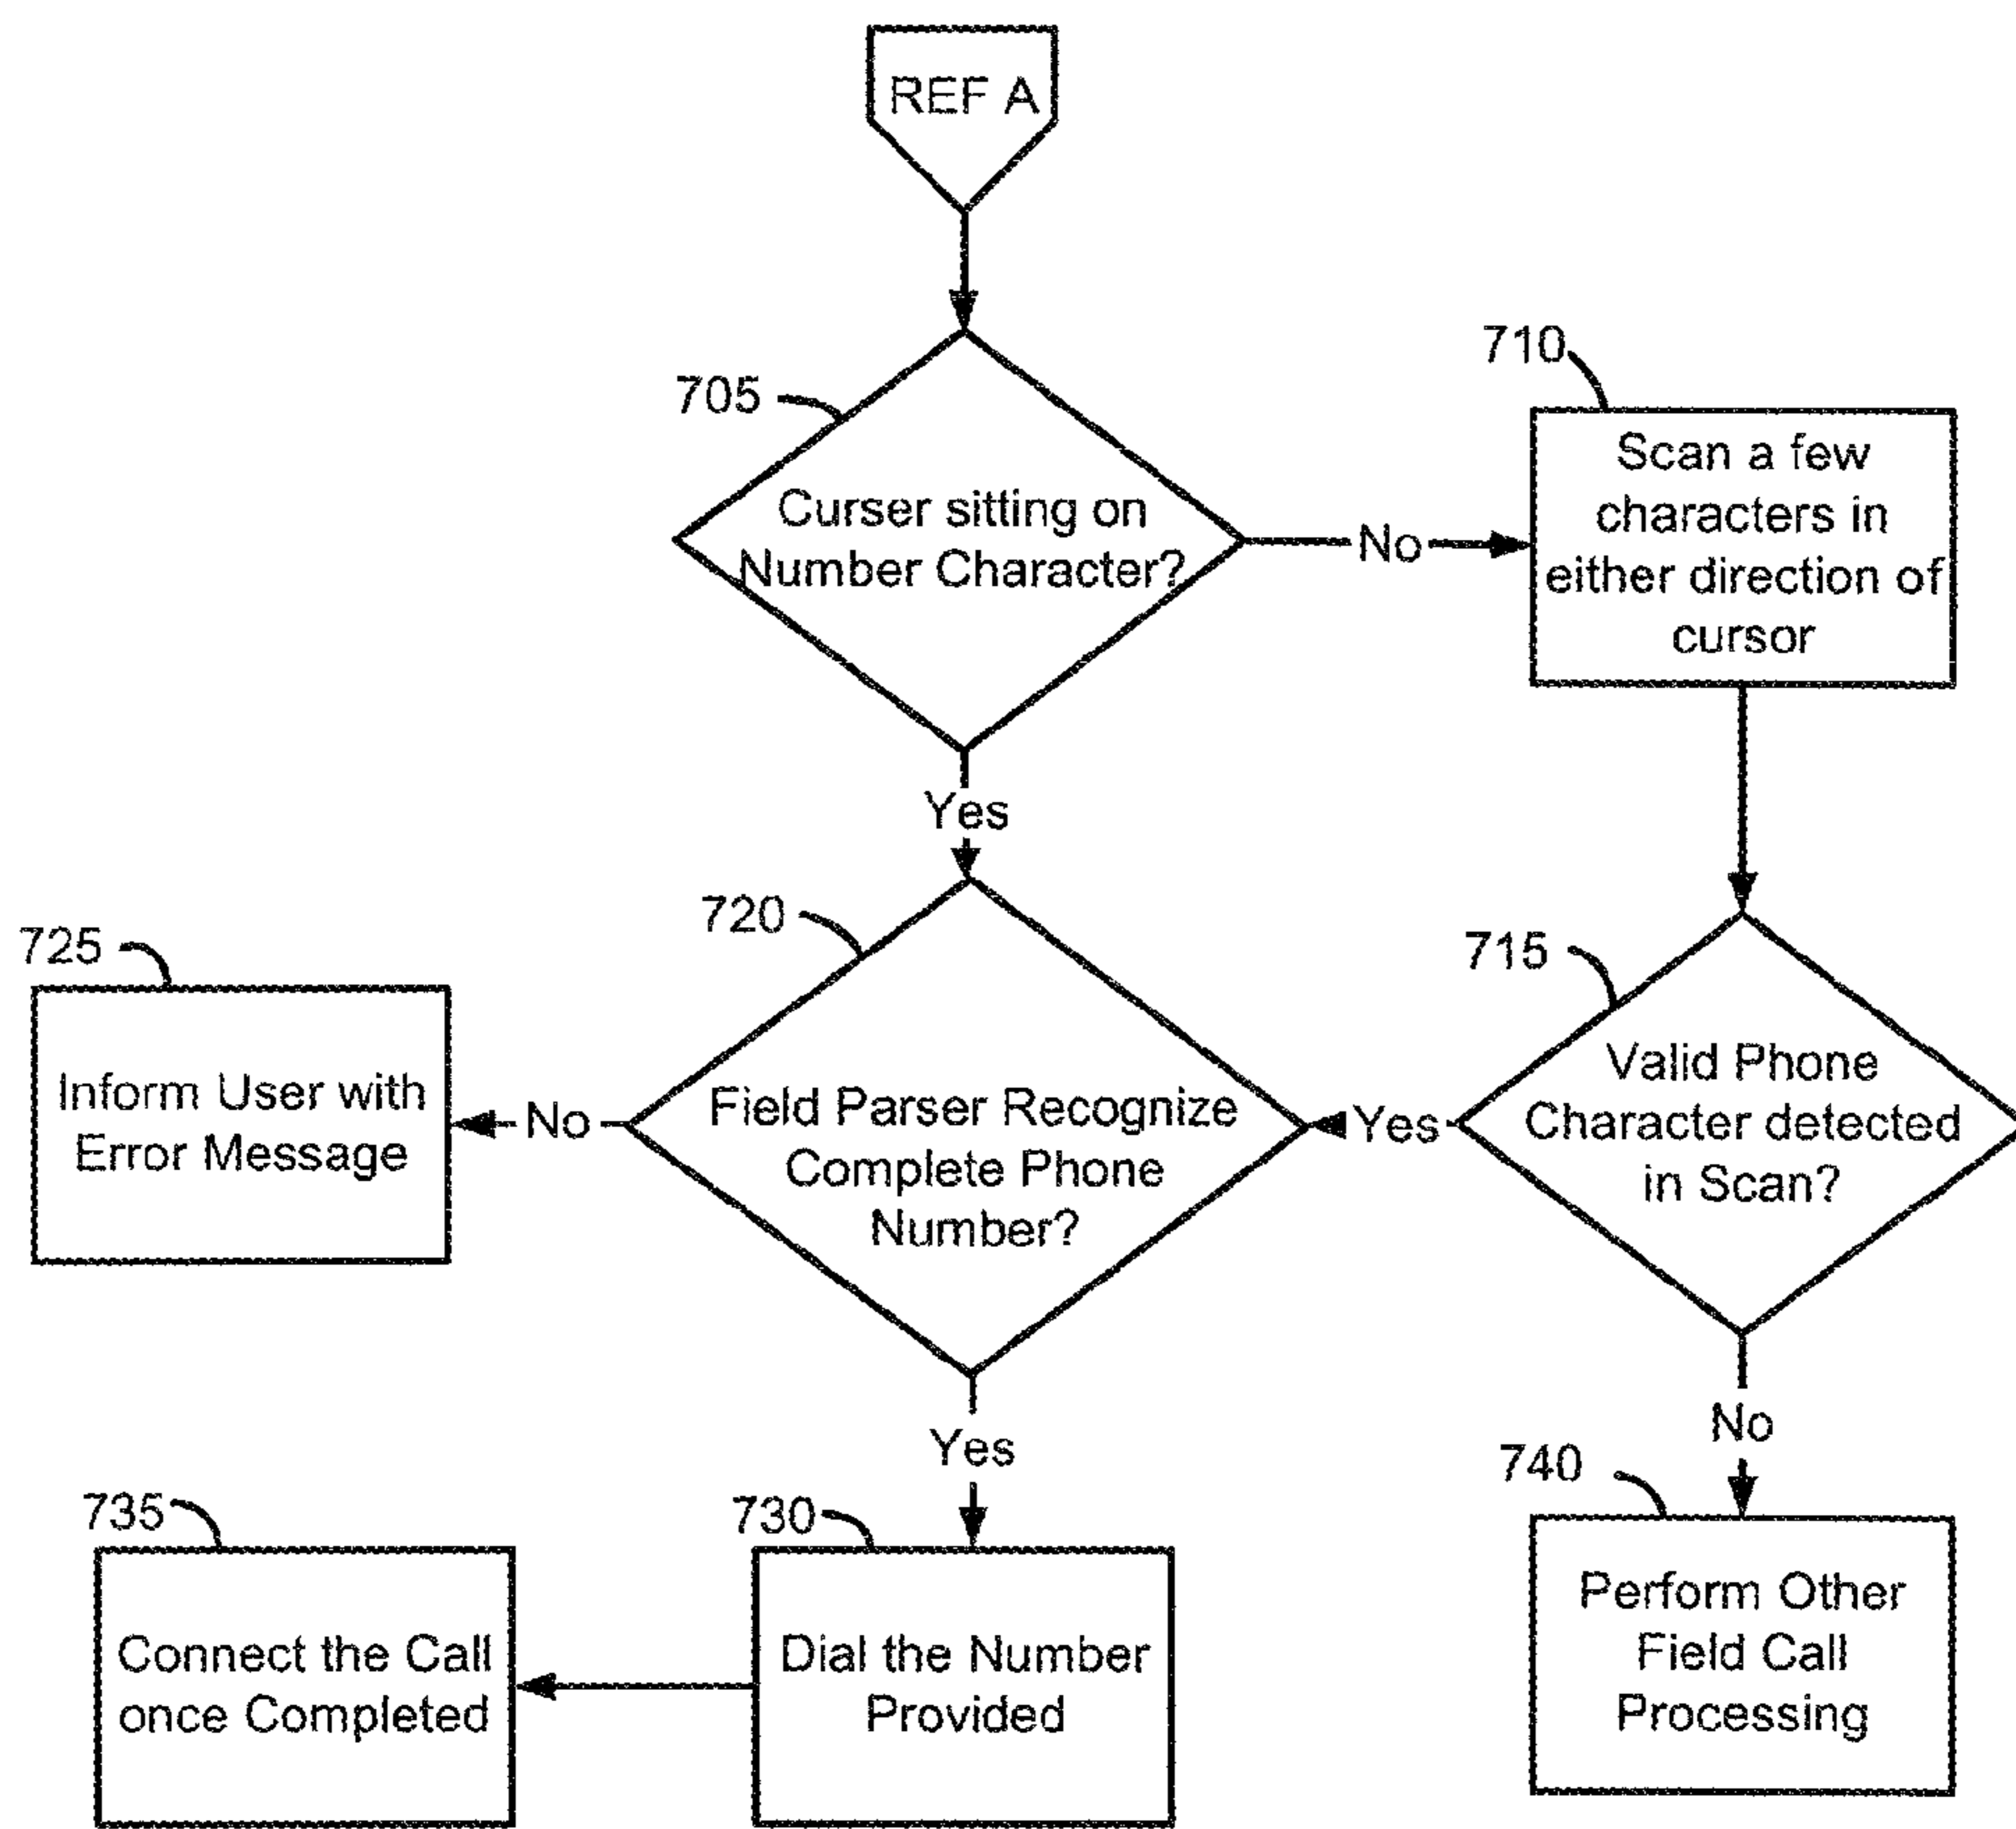 REF A
705
Curser sitting on
Number Character?
No
710
Scan a few
characters in
either direction of
cursor
Yes
720
Field Parser Recognize
Complete Phone
Number?
No
725
Inform User with
Error Message
Yes
715
Valid Phone
Character detected
in Scan?
Yes
730
Dial the Number
Provided
735
Connect the Call
once Completed
No
740
Perform Other
Field Call
Processing